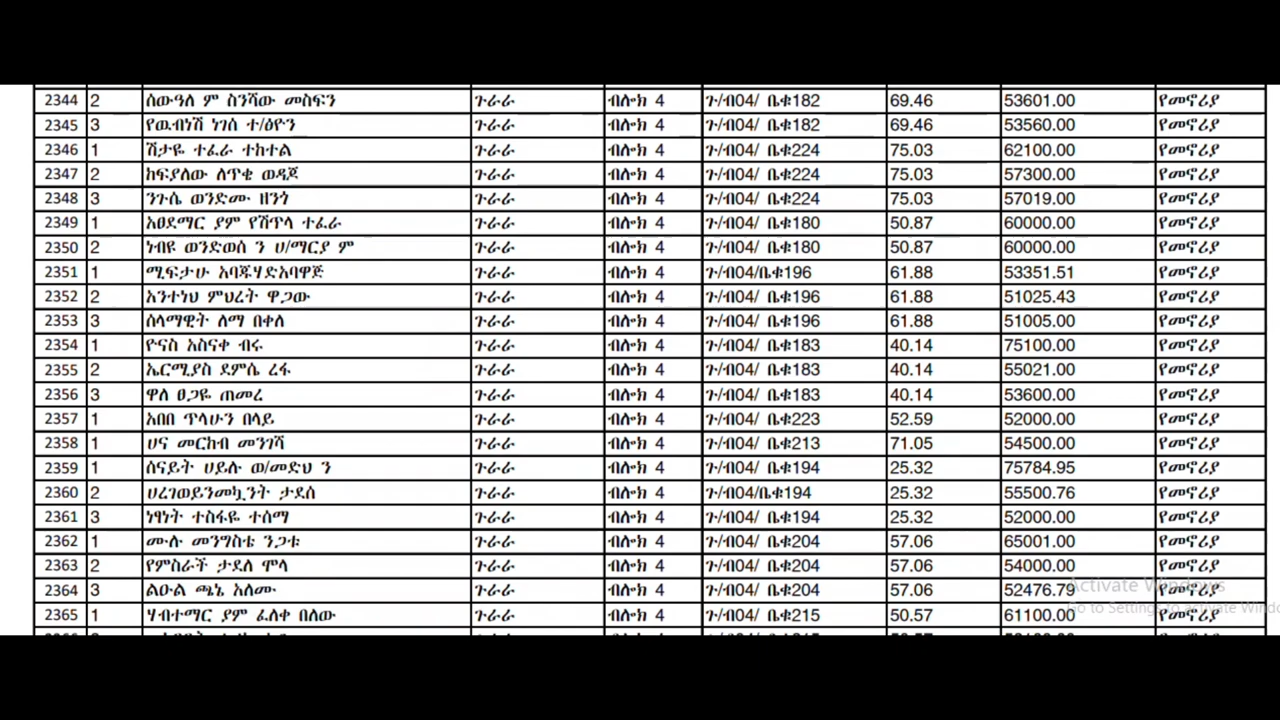 2344 2 ሰውዓለ ም ስንሻው መስፍን ጉራራ ብሎክ 4 ጉ/ብ04/ ቤቁ182 69.46 53601.00 የመኖሪያ
2345 3 የዉብነሽ ነገሰ ተ/ፅዮን ጉራራ ብሎክ 4 ጉ/ብ04/ ቤቁ182 69.46 53560.00 የመኖሪያ
2346 1 ሽታዬ ተፈራ ተከተል ጉራራ ብሎክ 4 ጉ/ብ04/ ቤቁ224 75.03 62100.00 የመኖሪያ
2347 2 ከፍያለው ለጥቂ ወዳጆ ጉራራ ብሎክ 4 ጉ/ብ04/ ቤቁ224 75.03 57300.00 የመኖሪያ
2348 3 ንጉሴ ወንድሙ ዘንጎ ጉራራ ብሎክ 4 ጉ/ብ04/ ቤቁ224 75.03 57019.00 የመኖሪያ
2349 1 አፀደማር ያም የሽጥላ ተፈራ ጉራራ ብሎክ 4 ጉ/ብ04/ ቤቁ180 50.87 60000.00 የመኖሪያ
2350 2 ነብዩ ወንድወሰ ን ሀ/ማርያ ም ጉራራ ብሎክ 4 ጉ/ብ04/ ቤቁ180 50.87 60000.00 የመኖሪያ
2351 1 ሚፍታሁ አባጁሃድአባዋጅ ጉራራ ብሎክ 4 ጉ/ብ04/ቤቁ196 61.88 53351.51 የመኖሪያ
2352 2 አንተነህ ምህረት ዋጋው ጉራራ ብሎክ 4 ጉ/ብ04/ ቤቁ196 61.88 51025.43 የመኖሪያ
2353 3 ሰላማዊት ለማ በቀለ ጉራራ ብሎክ 4 ጉ/ብ04/ ቤቁ196 61.88 51005.00 የመኖሪያ
2354 1 ዮናስ አስናቀ ብሩ ጉራራ ብሎክ 4 ጉ/ብ04/ ቤቁ183 40.14 75100.00 የመኖሪያ
2355 2 ኤርሚያስ ደምሴ ረፋ ጉራራ ብሎክ 4 ጉ/ብ04/ ቤቁ183 40.14 55021.00 የመኖሪያ
2356 3 ዋለ ፀጋዬ ጠመረ ጉራራ ብሎክ 4 ጉ/ብ04/ ቤቁ183 40.14 53600.00 የመኖሪያ
2357 1 አበበ ጥላሁን በላይ ጉራራ ብሎክ 4 ጉ/ብ04/ ቤቁ223 52.59 52000.00 የመኖሪያ
2358 1 ሀና መርከብ መንገሻ ጉራራ ብሎክ 4 ጉ/ብ04/ ቤቁ213 71.05 54500.00 የመኖሪያ
2359 1 ሰናይት ሀይሉ ወ/መድህ ን ጉራራ ብሎክ 4 ጉ/ብ04/ ቤቁ194 25.32 75784.95 የመኖሪያ
2360 2 ሀረገወይንመኳንንት ታደሰ ጉራራ ብሎክ 4 ጉ/ብ04/ቤቁ194 25.32 55500.76 የመኖሪያ
2361 3 ነፃነት ተስፋዬ ተሰማ ጉራራ ብሎክ 4 ጉ/ብ04/ ቤቁ194 25.32 52000.00 የመኖሪያ
2362 1 ሙሉ መንግስቴ ንጋቱ ጉራራ ብሎክ 4 ጉ/ብ04/ ቤቁ204 57.06 65001.00 የመኖሪያ
2363 2 የምስራች ታደለ ሞላ ጉራራ ብሎክ 4 ጉ/ብ04/ ቤቁ204 57.06 54000.00 የመኖሪያ
2364 3 ልዑል ጫኔ አለሙ ጉራራ ብሎክ 4 ጉ/ብ04/ ቤቁ204 57.06 52476.79 የመኖሪያ
Activate Windows
Go to Settings to activate Windo
2365 1 ሃብተማር ያም ፈለቀ በለው ጉራራ ብሎክ 4 ጉ/ብ04/ ቤቁ215 50.57 61100.00 የመኖሪያ